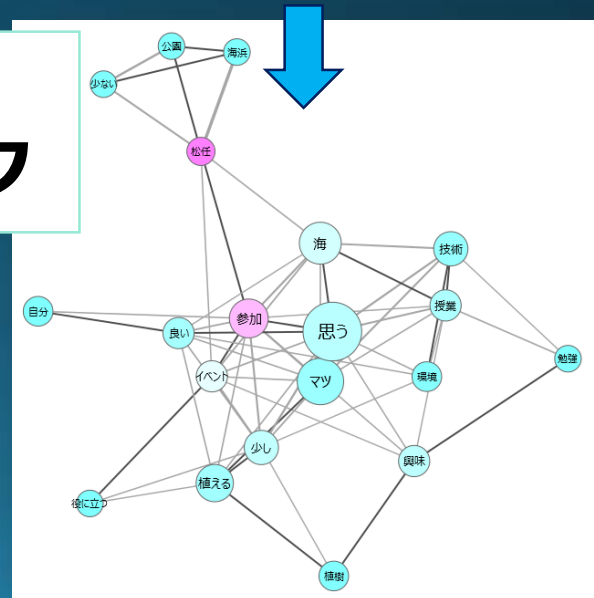 公園
海浜
少ない
ク
松任
海
技術
授業
自分
参加
良い
思う
勉強
イベント
マツ
環境
少し
興味
植える
役に立つ
植樹